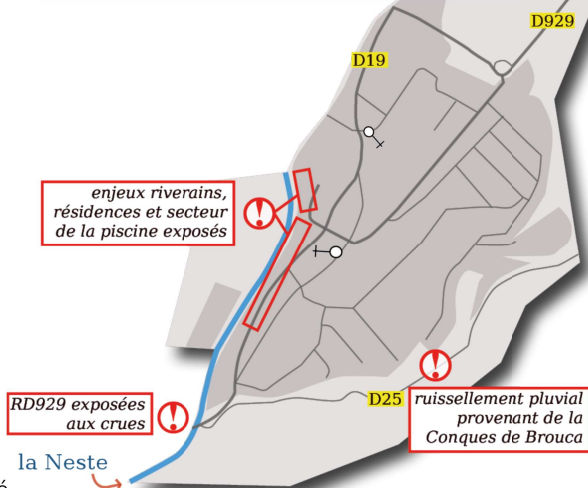 D929
D19
enjeux riverains,
résidences et secteur
de la piscine exposés
D25
ruissellement pluvial
provenant de la
Conques de Brouca
RD929 exposées
aux crues
la Neste
é